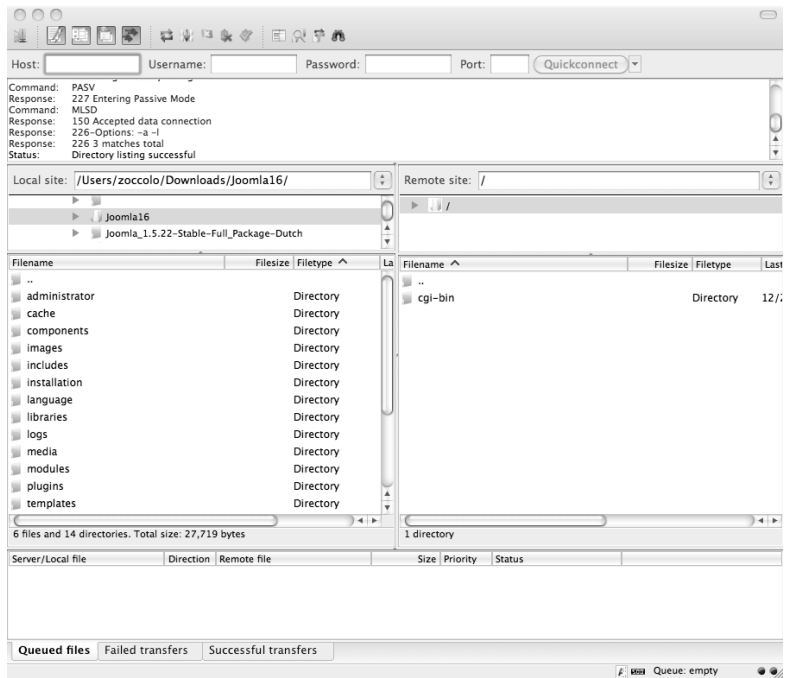 Host: Username: Password: Port: Quickconnect
Command: PASV
Response: 227 Entering Passive Mode
Command: MLSD
Response: 150 Accepted data connection
Response: 226-Options: -a -l
Response: 226 3 matches total
Status: Directory listing successful
Local site: /Users/zoccolo/Downloads/Joomla16/
Joomla16
Joomla_1.5.22-Stable-Full_Package-Dutch
Remote site: /
/
Filename Filesize Filetype La
..
administrator Directory
cache Directory
components Directory
images Directory
includes Directory
installation Directory
language Directory
libraries Directory
logs Directory
media Directory
modules Directory
plugins Directory
templates Directory
6 files and 14 directories. Total size: 27,719 bytes
Filename Filesize Filetype Last
..
cgi-bin Directory 12/2
1 directory
Server/Local file Direction Remote file Size Priority Status
Queued files Failed transfers Successful transfers
Queue: empty